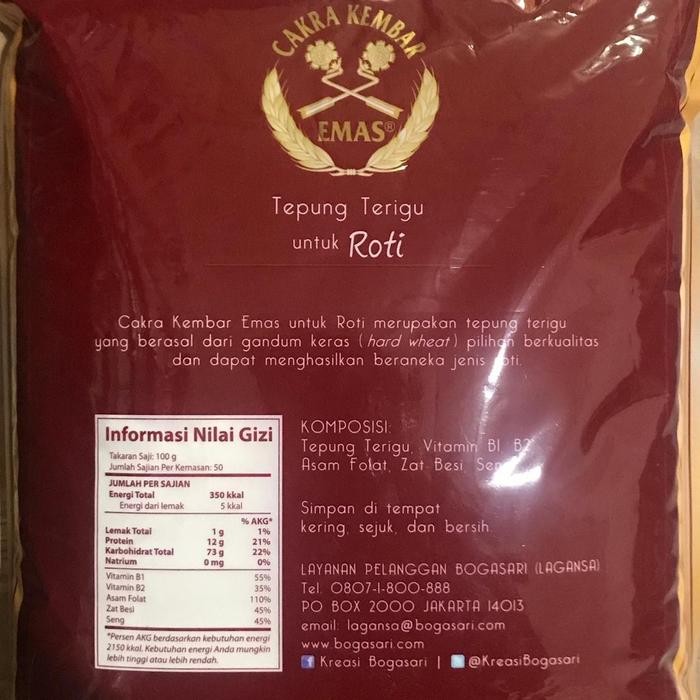 CAKRA KEMBAR
EMAS®
Tepung Terigu
untuk Roti
Cakra Kembar Emas untuk Roti merupakan tepung terigu
yang berasal dari gandum keras (hard wheat) pilihan berkualitas
dan dapat menghasilkan beraneka jenis roti.
Informasi Nilai Gizi
Takaran Saji: 100 g
Jumlah Sajian Per Kemasan: 50
JUMLAH PER SAJIAN
Energi Total 350 kkal
Energi dari lemak 5 kkal
% AKG*
Lemak Total 1 g 1%
Protein 12 g 21%
Karbohidrat Total 73 g 22%
Natrium 0 mg 0%
Vitamin B1 55%
Vitamin B2 35%
Asam Folat 110%
Zat Besi 45%
Seng 45%
*Persen AKG berdasarkan kebutuhan energi
2150 kkal. Kebutuhan energi Anda mungkin
lebih tinggi atau lebih rendah.
KOMPOSISI:
Tepung Terigu, Vitamin B1, B2,
Asam Folat, Zat Besi, Seng
Simpan di tempat
kering, sejuk, dan bersih.
LAYANAN PELANGGAN BOGASARI (LAGANSA)
Tel. 0807-1-800-888
PO BOX 2000 JAKARTA 14013
email: lagansa@bogasari.com
www.bogasari.com
Kreasi Bogasari | @KreasiBogasari